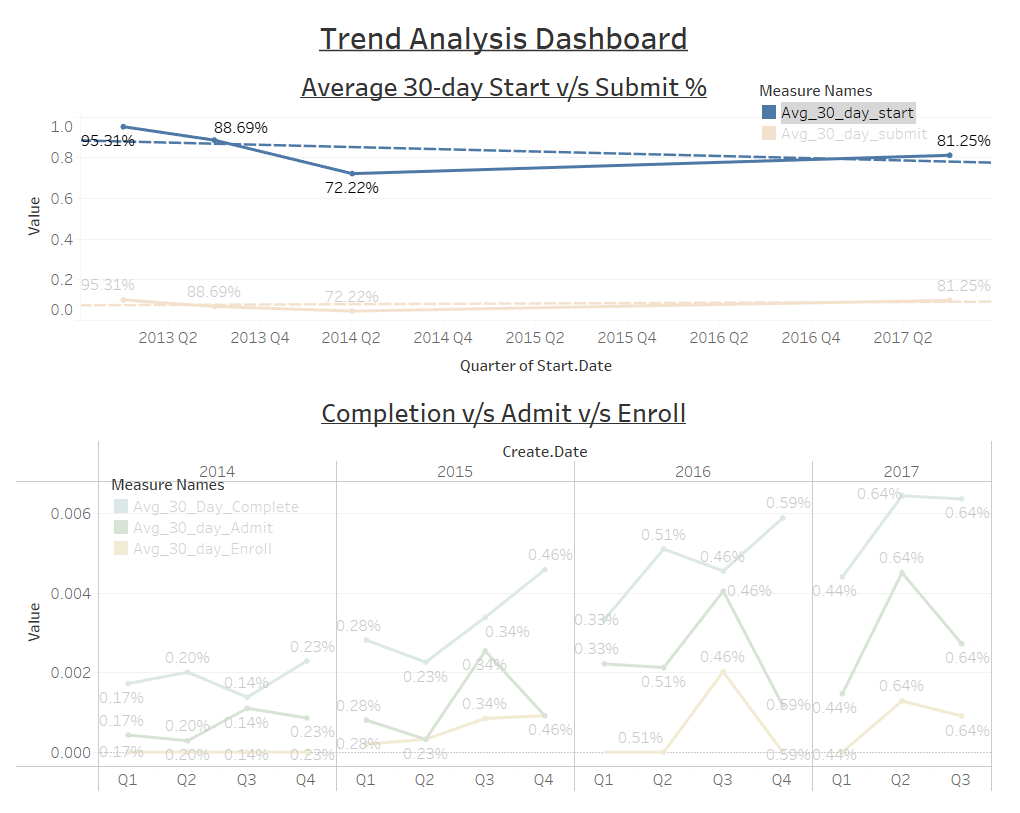 Trend Analysis Dashboard
Average 30-day Start v/s Submit %
Measure Names
Avg_30_day_start
Avg_30_day_submit
1.0
0.8
0.6
0.4
0.2
0.0
Value
95.31%
88.69%
72.22%
81.25%
95.31%
88.69%
72.22%
81.25%
2013 Q2 2013 Q4 2014 Q2 2014 Q4 2015 Q2 2015 Q4 2016 Q2 2016 Q4 2017 Q2
Quarter of Start.Date
Completion v/s Admit v/s Enroll
Create.Date
2014 2015 2016 2017
Measure Names
Avg_30_Day_Complete
Avg_30_day_Admit
Avg_30_day_Enroll
0.006
0.004
0.002
0.000
Value
0.17% 0.20% 0.14% 0.23% 0.28% 0.23% 0.34% 0.46% 0.33% 0.51% 0.46% 0.59% 0.44% 0.64% 0.64%
0.17% 0.20% 0.14% 0.23% 0.28% 0.34% 0.46% 0.33% 0.51% 0.46% 0.59% 0.44% 0.64% 0.64%
0.17% 0.20% 0.14% 0.23% 0.28% 0.23% 0.34% 0.51% 0.46% 0.59% 0.44% 0.64% 0.64%
Q1 Q2 Q3 Q4 Q1 Q2 Q3 Q4 Q1 Q2 Q3 Q4 Q1 Q2 Q3